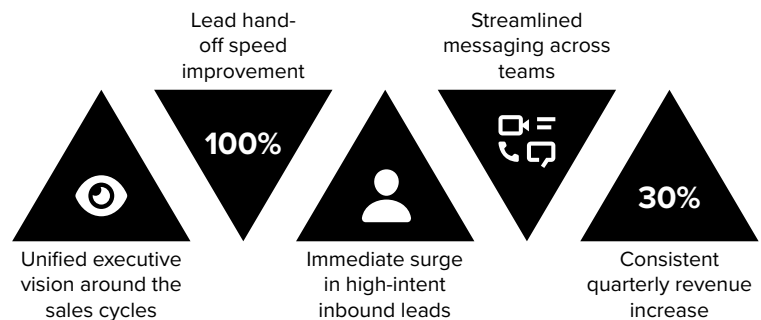 Lead hand-
off speed
improvement
Streamlined
messaging across
teams
100%
30%
Unified executive
vision around the
sales cycles
Immediate surge
in high-intent
inbound leads
Consistent
quarterly revenue
increase